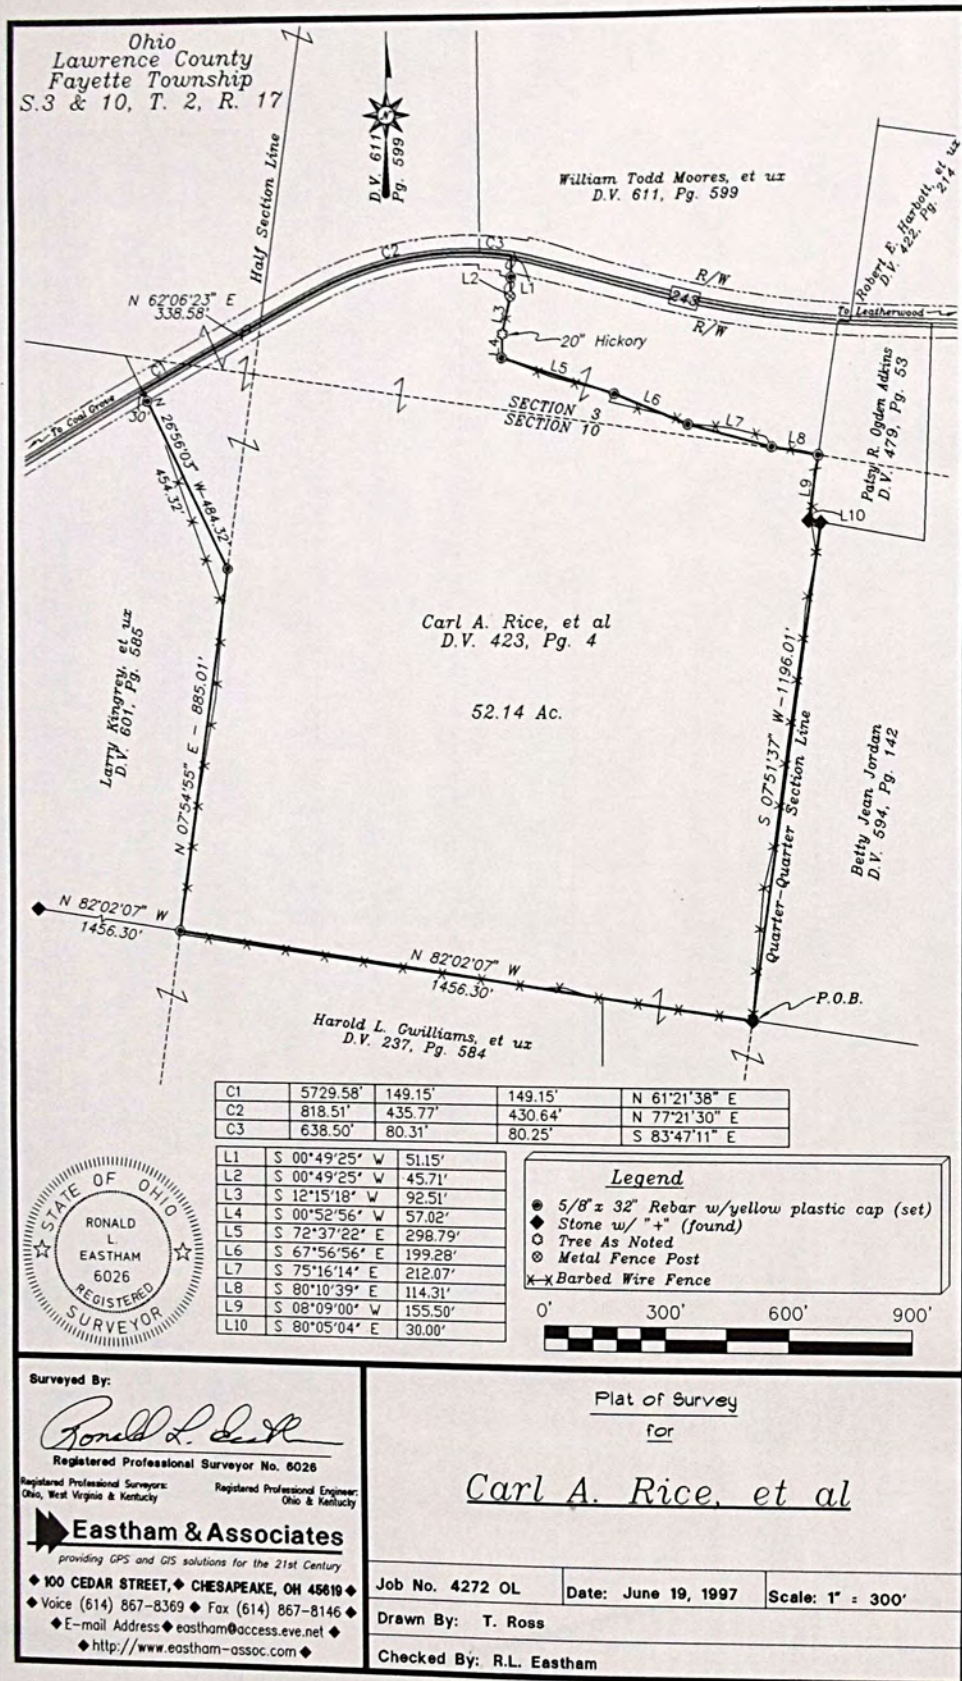 Ohio
Lawrence County
Fayette Township
S.3 & 10, T. 2, R. 17
Half Section Line
D.V. 611
Pg. 599
N
William Todd Moores, et ux
D.V. 611, Pg. 599
Robert E. Harbott, et ux
D.V. 422, Pg. 214
N 62°06'23" E
338.58'
C1
C2
C3
L2
L1
L3
L4
20" Hickory
R/W
243
R/W
To Leatherwood
To Coal Grove
30'
N 26°56'03" W-484.32'
454.32'
L5
L6
L7
L8
L9
L10
SECTION 3
SECTION 10
Patsy R. Ogden Adkins
D.V. 479, Pg. 53
Carl A. Rice, et al
D.V. 423, Pg. 4
52.14 Ac.
Larry Kingrey, et ux
D.V. 601, Pg. 585
N 07°54'55" E - 885.01'
S 07°51'37" W-1196.01'
Quarter-Quarter Section Line
Betty Jean Jordan
D.V. 594, Pg. 142
N 82°02'07" W
1456.30'
N 82°02'07" W
1456.30'
P.O.B.
Harold L. Gwilliams, et ux
D.V. 237, Pg. 584
C1 5729.58' 149.15' 149.15' N 61°21'38" E
C2 818.51' 435.77' 430.64' N 77°21'30" E
C3 638.50' 80.31' 80.25' S 83°47'11" E
L1 S 00°49'25" W 51.15'
L2 S 00°49'25" W 45.71'
L3 S 12°15'18" W 92.51'
L4 S 00°52'56" W 57.02'
L5 S 72°37'22" E 298.79'
L6 S 67°56'56" E 199.28'
L7 S 75°16'14" E 212.07'
L8 S 80°10'39" E 114.31'
L9 S 08°09'00" W 155.50'
L10 S 80°05'04" E 30.00'
Legend
5/8" x 32" Rebar w/yellow plastic cap (set)
Stone w/ "+" (found)
Tree As Noted
Metal Fence Post
x-x Barbed Wire Fence
0' 300' 600' 900'
STATE OF OHIO
RONALD
L.
EASTHAM
6026
REGISTERED
SURVEYOR
Surveyed By:
Ronald L. Eastham
Registered Professional Surveyor No. 6026
Registered Professional Surveyors:
Ohio, West Virginia & Kentucky
Registered Professional Engineer:
Ohio & Kentucky
Eastham & Associates
providing GPS and GIS solutions for the 21st Century
◆ 100 CEDAR STREET, ◆ CHESAPEAKE, OH 45619 ◆
◆ Voice (614) 867-8369 ◆ Fax (614) 867-8146 ◆
◆ E-mail Address ◆ eastham@access.eve.net ◆
◆ http://www.eastham-assoc.com ◆
Plat of Survey
for
Carl A. Rice, et al
Job No. 4272 OL
Date: June 19, 1997
Scale: 1" = 300'
Drawn By: T. Ross
Checked By: R.L. Eastham